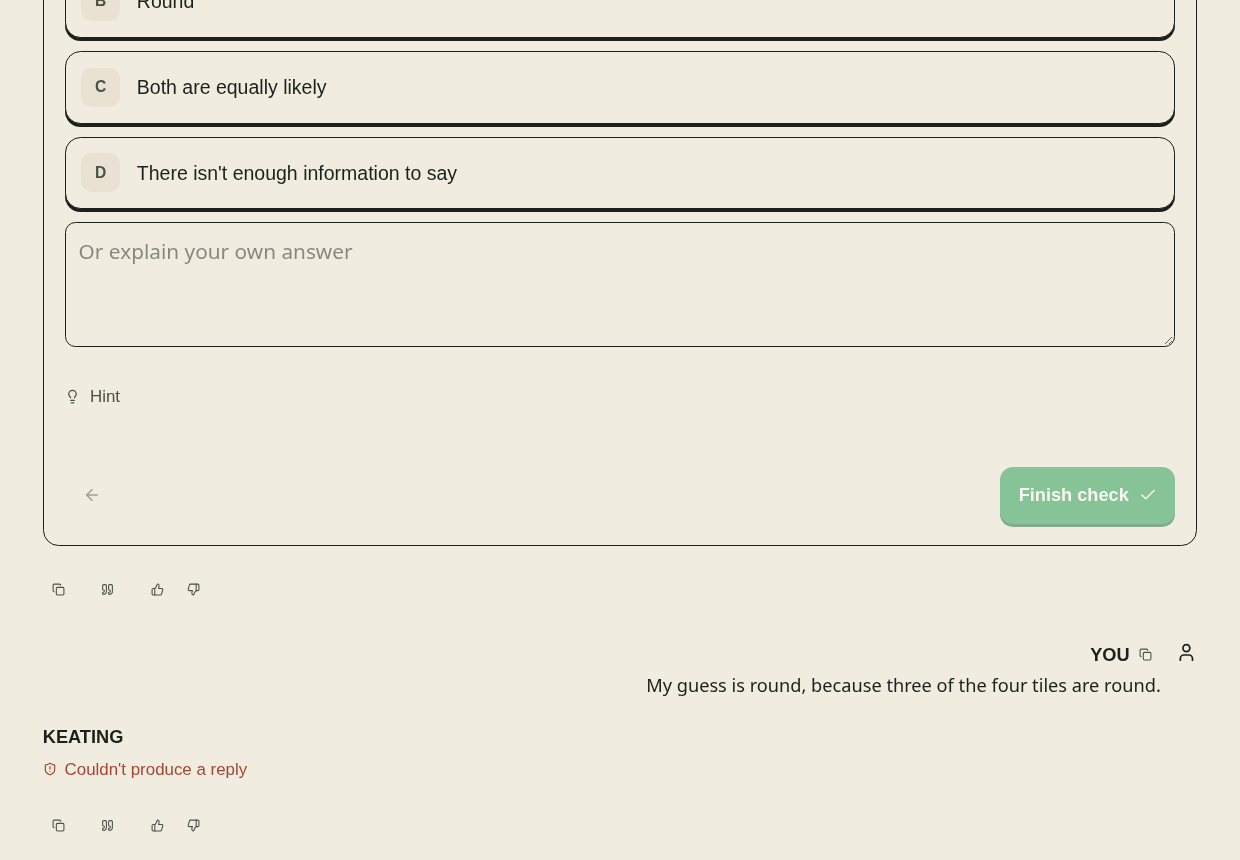 B Round
C Both are equally likely
D There isn't enough information to say
Or explain your own answer
Hint
Finish check
YOU
My guess is round, because three of the four tiles are round.
KEATING
Couldn't produce a reply